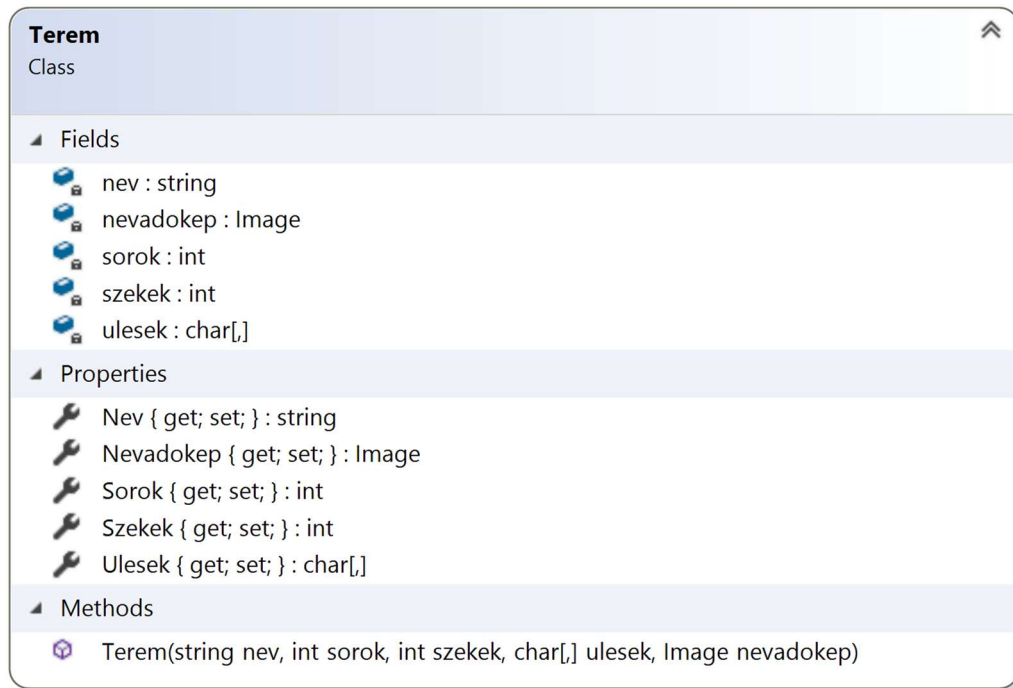 Terem
Class
Fields
nev : string
nevadokep : Image
sorok : int
szekek : int
ulesek : char[,]
Properties
Nev { get; set; } : string
Nevadokep { get; set; } : Image
Sorok { get; set; } : int
Szekek { get; set; } : int
Ulesek { get; set; } : char[,]
Methods
Terem(string nev, int sorok, int szekek, char[,] ulesek, Image nevadokep)